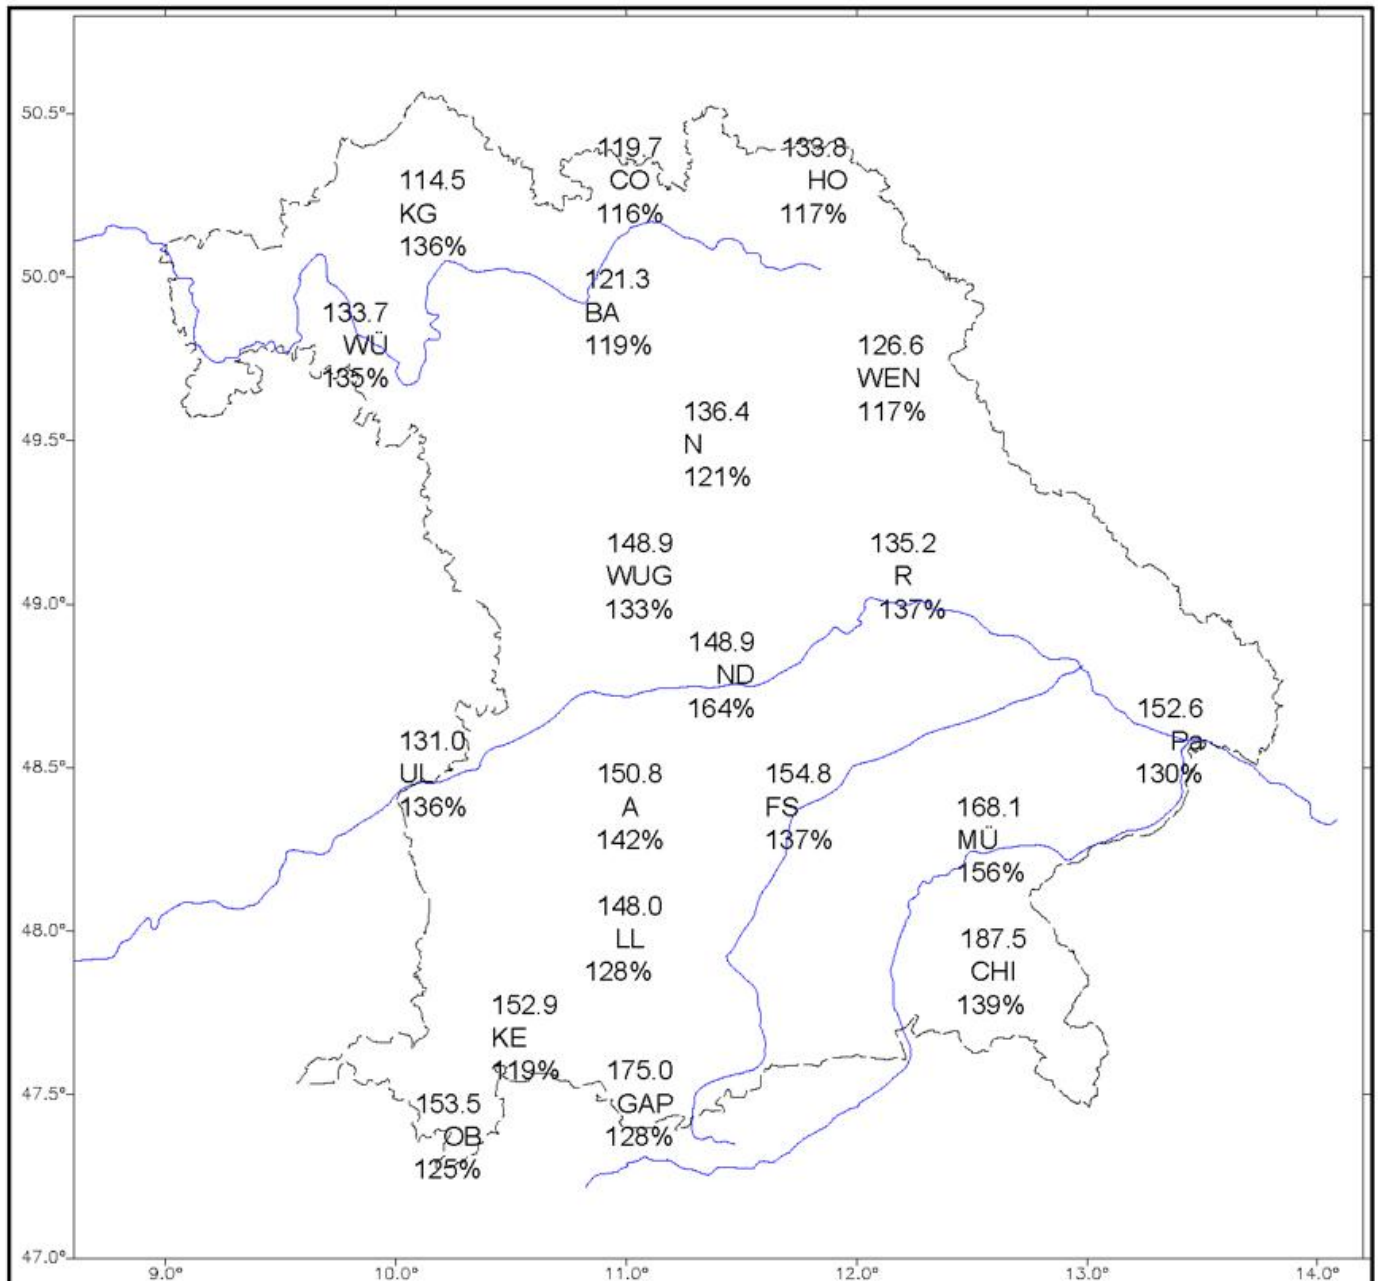 50.5°
119.7
CO
116%
133.8
HO
117%
114.5
KG
136%
50.0°
121.3
BA
119%
133.7
WÜ
135%
126.6
WEN
117%
49.5°
136.4
N
121%
148.9
WUG
133%
135.2
R
137%
49.0°
148.9
ND
164%
152.6
Pa
130%
131.0
UL
136%
48.5°
150.8
A
142%
154.8
FS
137%
168.1
MÜ
156%
148.0
LL
128%
48.0°
187.5
CHI
139%
152.9
KE
119%
175.0
GAP
128%
47.5°
153.5
OB
125%
47.0°
9.0°
10.0°
11.0°
12.0°
13.0°
14.0°